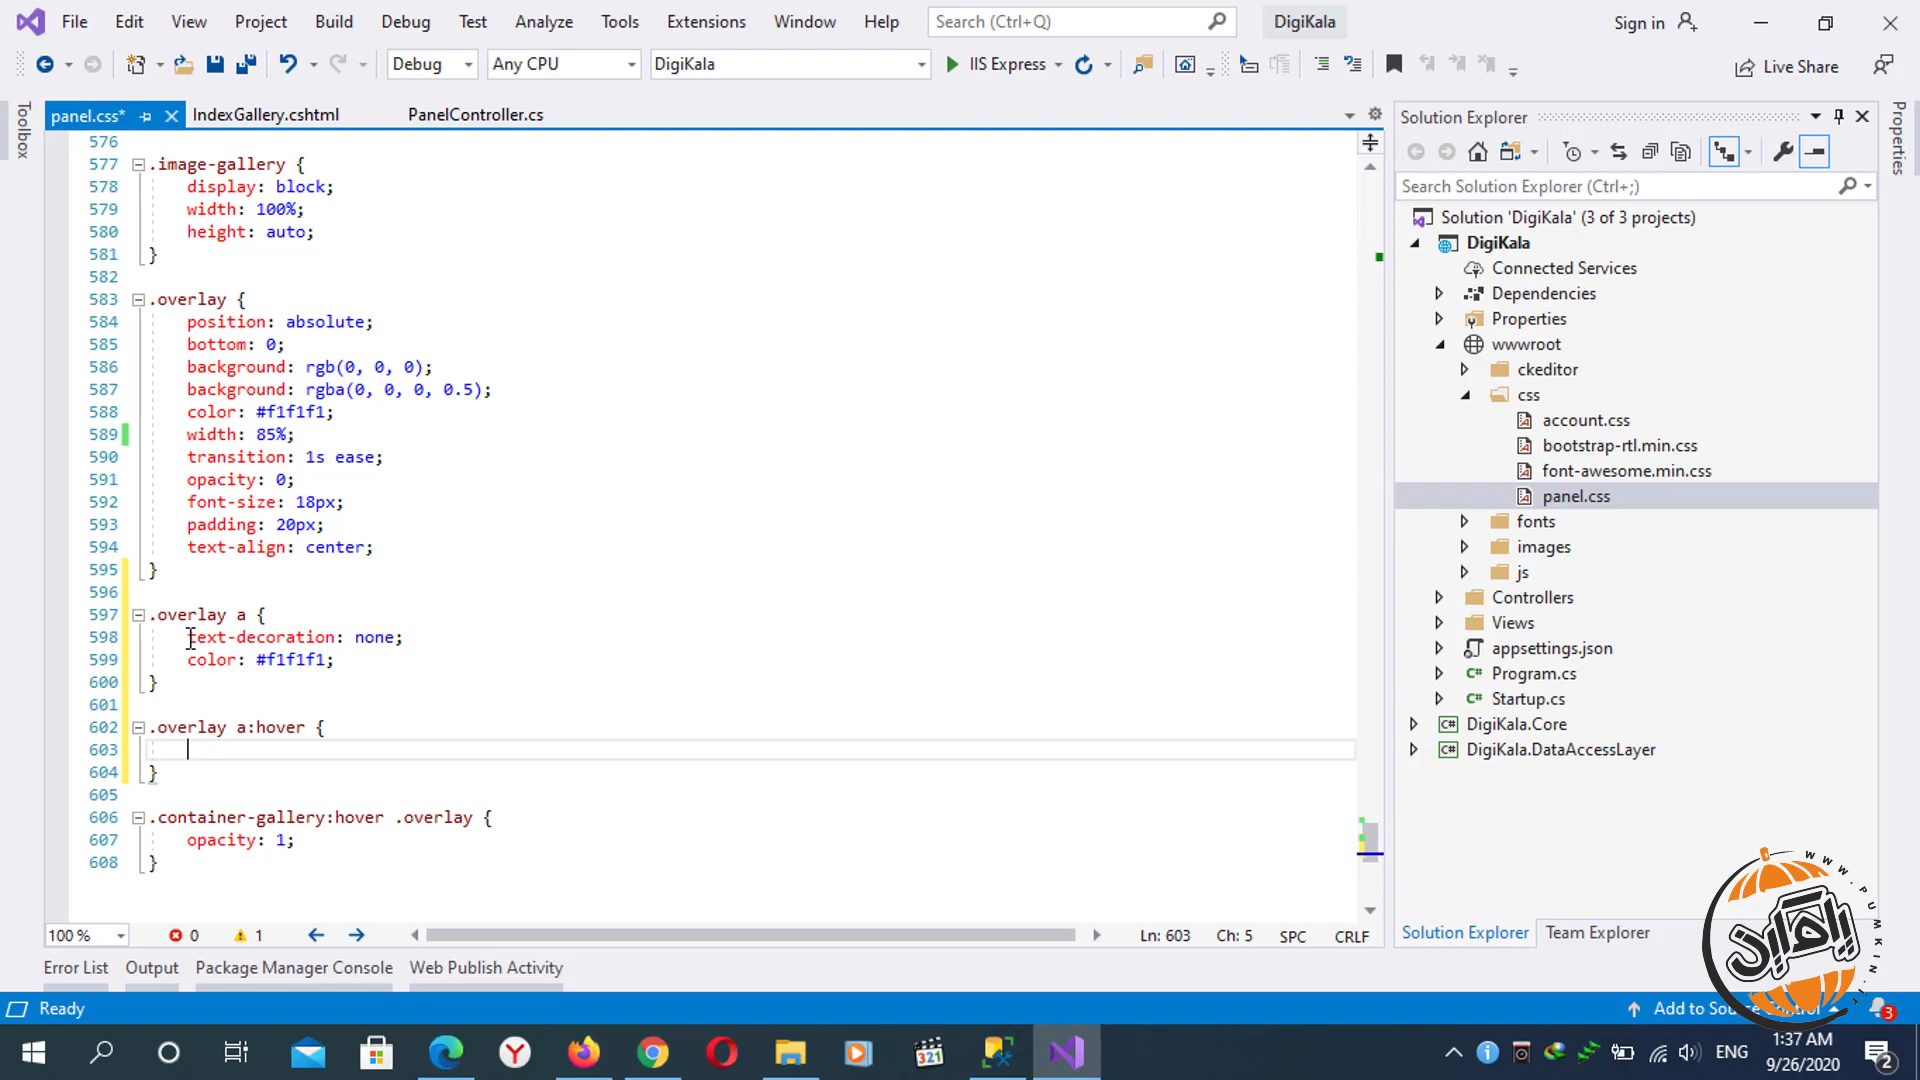 File Edit View Project Build Debug Test Analyze Tools Extensions Window Help Search (Ctrl+Q) DigiKala Sign in
Debug Any CPU DigiKala IIS Express Live Share
Toolbox
panel.css* IndexGallery.cshtml PanelController.cs
576
577 .image-gallery {
578 display: block;
579 width: 100%;
580 height: auto;
581 }
582
583 .overlay {
584 position: absolute;
585 bottom: 0;
586 background: rgb(0, 0, 0);
587 background: rgba(0, 0, 0, 0.5);
588 color: #f1f1f1;
589 width: 85%;
590 transition: 1s ease;
591 opacity: 0;
592 font-size: 18px;
593 padding: 20px;
594 text-align: center;
595 }
596
597 .overlay a {
598 text-decoration: none;
599 color: #f1f1f1;
600 }
601
602 .overlay a:hover {
603
604 }
605
606 .container-gallery:hover .overlay {
607 opacity: 1;
608 }
100 % 0 1 Ln: 603 Ch: 5 SPC CRLF
Error List Output Package Manager Console Web Publish Activity
Solution Explorer
Search Solution Explorer (Ctrl+;)
Solution 'DigiKala' (3 of 3 projects)
DigiKala
Connected Services
Dependencies
Properties
wwwroot
ckeditor
css
account.css
bootstrap-rtl.min.css
font-awesome.min.css
panel.css
fonts
images
js
Controllers
Views
appsettings.json
C# Program.cs
C# Startup.cs
C# DigiKala.Core
C# DigiKala.DataAccessLayer
Solution Explorer Team Explorer
Properties
www.PUMKIN.ir
Ready Add to Source Control 3
321 ENG 1:37 AM
9/26/2020 2